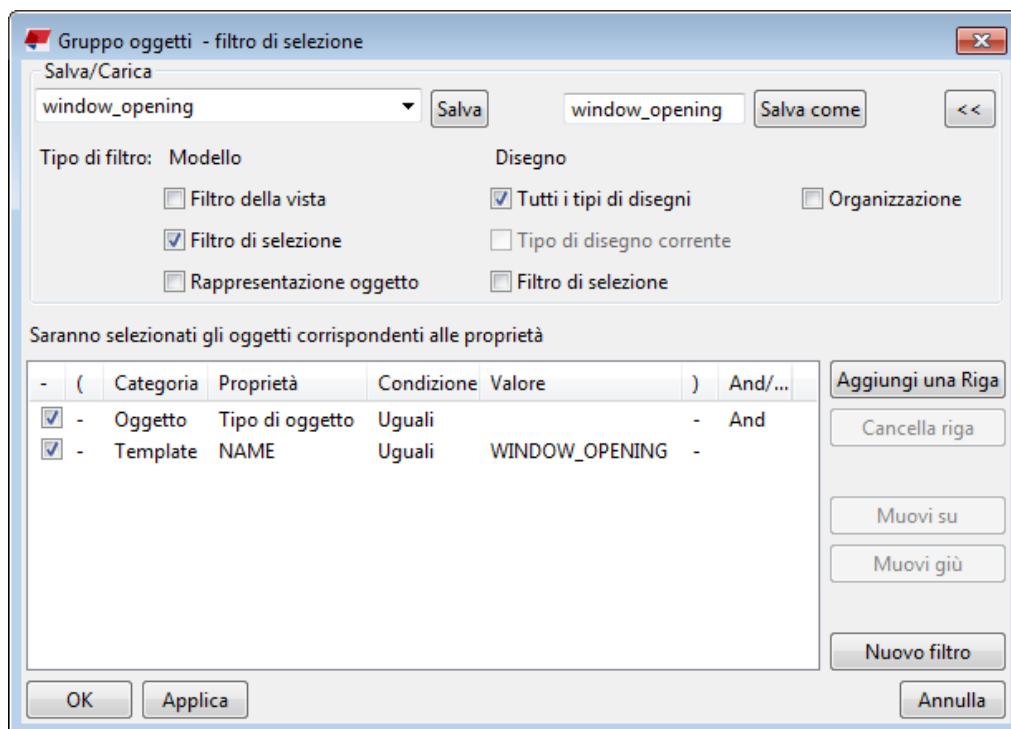 Gruppo oggetti - filtro di selezione
Salva/Carica
window_opening Salva window_opening Salva come <<
Tipo di filtro: Modello Disegno
Filtro della vista Tutti i tipi di disegni Organizzazione
Filtro di selezione Tipo di disegno corrente
Rappresentazione oggetto Filtro di selezione
Saranno selezionati gli oggetti corrispondenti alle proprietà
- ( Categoria Proprietà Condizione Valore ) And/... Aggiungi una Riga
- Oggetto Tipo di oggetto Uguali - And Cancella riga
- Template NAME Uguali WINDOW_OPENING -
Muovi su
Muovi giù
Nuovo filtro
OK Applica Annulla